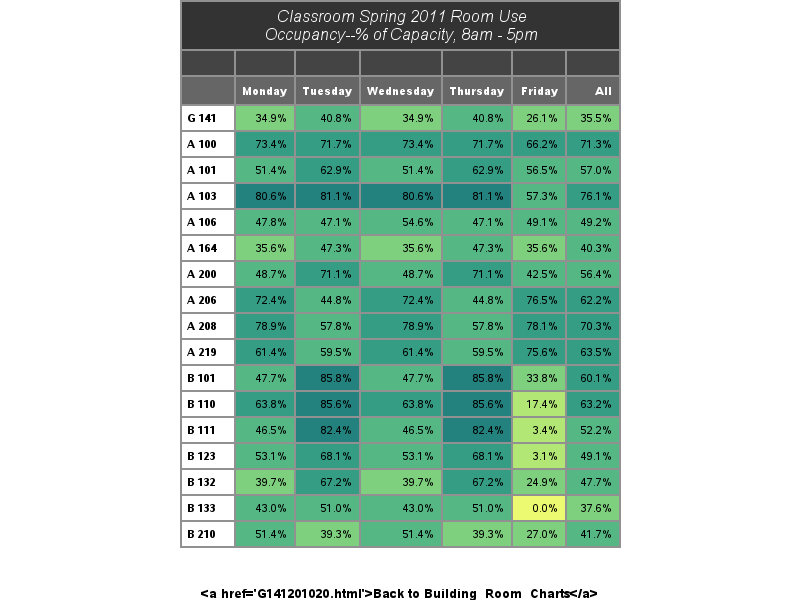 Classroom Spring 2011 Room Use
Occupancy--% of Capacity, 8am - 5pm
Monday Tuesday Wednesday Thursday Friday All
G 141 34.9% 40.8% 34.9% 40.8% 26.1% 35.5%
A 100 73.4% 71.7% 73.4% 71.7% 66.2% 71.3%
A 101 51.4% 62.9% 51.4% 62.9% 56.5% 57.0%
A 103 80.6% 81.1% 80.6% 81.1% 57.3% 76.1%
A 106 47.8% 47.1% 54.6% 47.1% 49.1% 49.2%
A 164 35.6% 47.3% 35.6% 47.3% 35.6% 40.3%
A 200 48.7% 71.1% 48.7% 71.1% 42.5% 56.4%
A 206 72.4% 44.8% 72.4% 44.8% 76.5% 62.2%
A 208 78.9% 57.8% 78.9% 57.8% 78.1% 70.3%
A 219 61.4% 59.5% 61.4% 59.5% 75.6% 63.5%
B 101 47.7% 85.8% 47.7% 85.8% 33.8% 60.1%
B 110 63.8% 85.6% 63.8% 85.6% 17.4% 63.2%
B 111 46.5% 82.4% 46.5% 82.4% 3.4% 52.2%
B 123 53.1% 68.1% 53.1% 68.1% 3.1% 49.1%
B 132 39.7% 67.2% 39.7% 67.2% 24.9% 47.7%
B 133 43.0% 51.0% 43.0% 51.0% 0.0% 37.6%
B 210 51.4% 39.3% 51.4% 39.3% 27.0% 41.7%
<a href='G141201020.html'>Back to Building_Room_Charts</a>